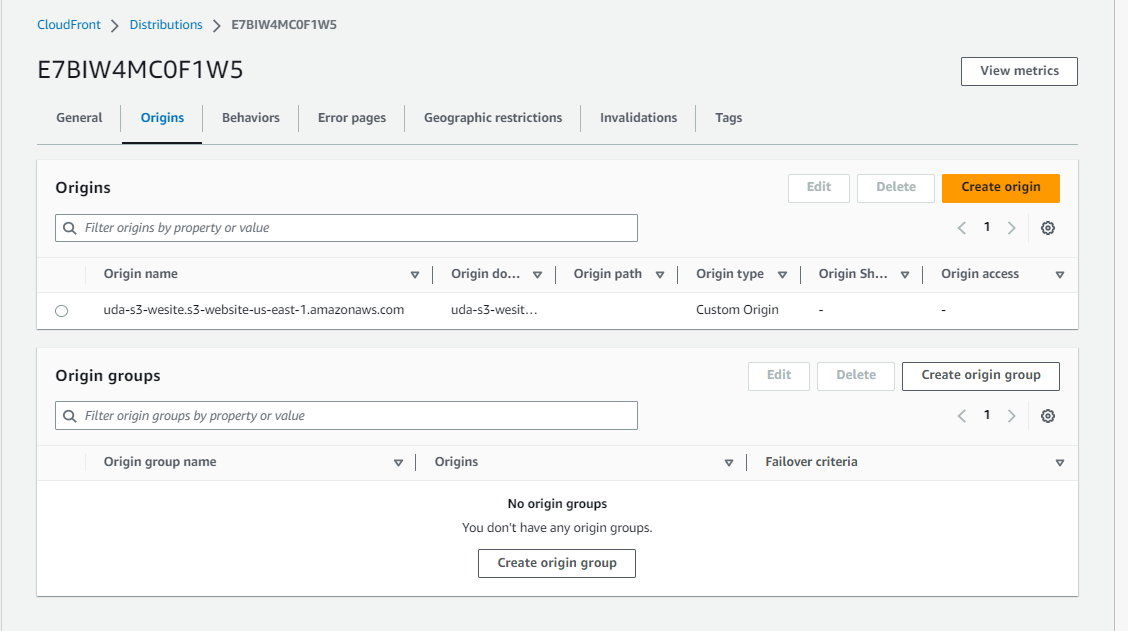 CloudFront > Distributions > E7BIW4MC0F1W5
E7BIW4MC0F1W5
View metrics
General Origins Behaviors Error pages Geographic restrictions Invalidations Tags
Origins
Edit Delete Create origin
Filter origins by property or value
1
Origin name Origin do... Origin path Origin type Origin Sh... Origin access
uda-s3-wesite.s3-website-us-east-1.amazonaws.com uda-s3-wesit... Custom Origin - -
Origin groups
Edit Delete Create origin group
Filter origin groups by property or value
1
Origin group name Origins Failover criteria
No origin groups
You don't have any origin groups.
Create origin group